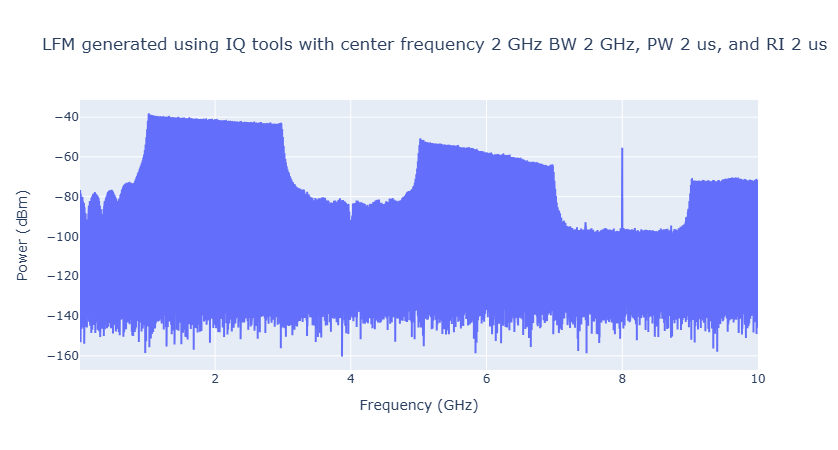 LFM generated using IQ tools with center frequency 2 GHz BW 2 GHz, PW 2 us, and RI 2 us
−40
−60
−80
−100
−120
−140
−160
Power (dBm)
2 4 6 8 10
Frequency (GHz)